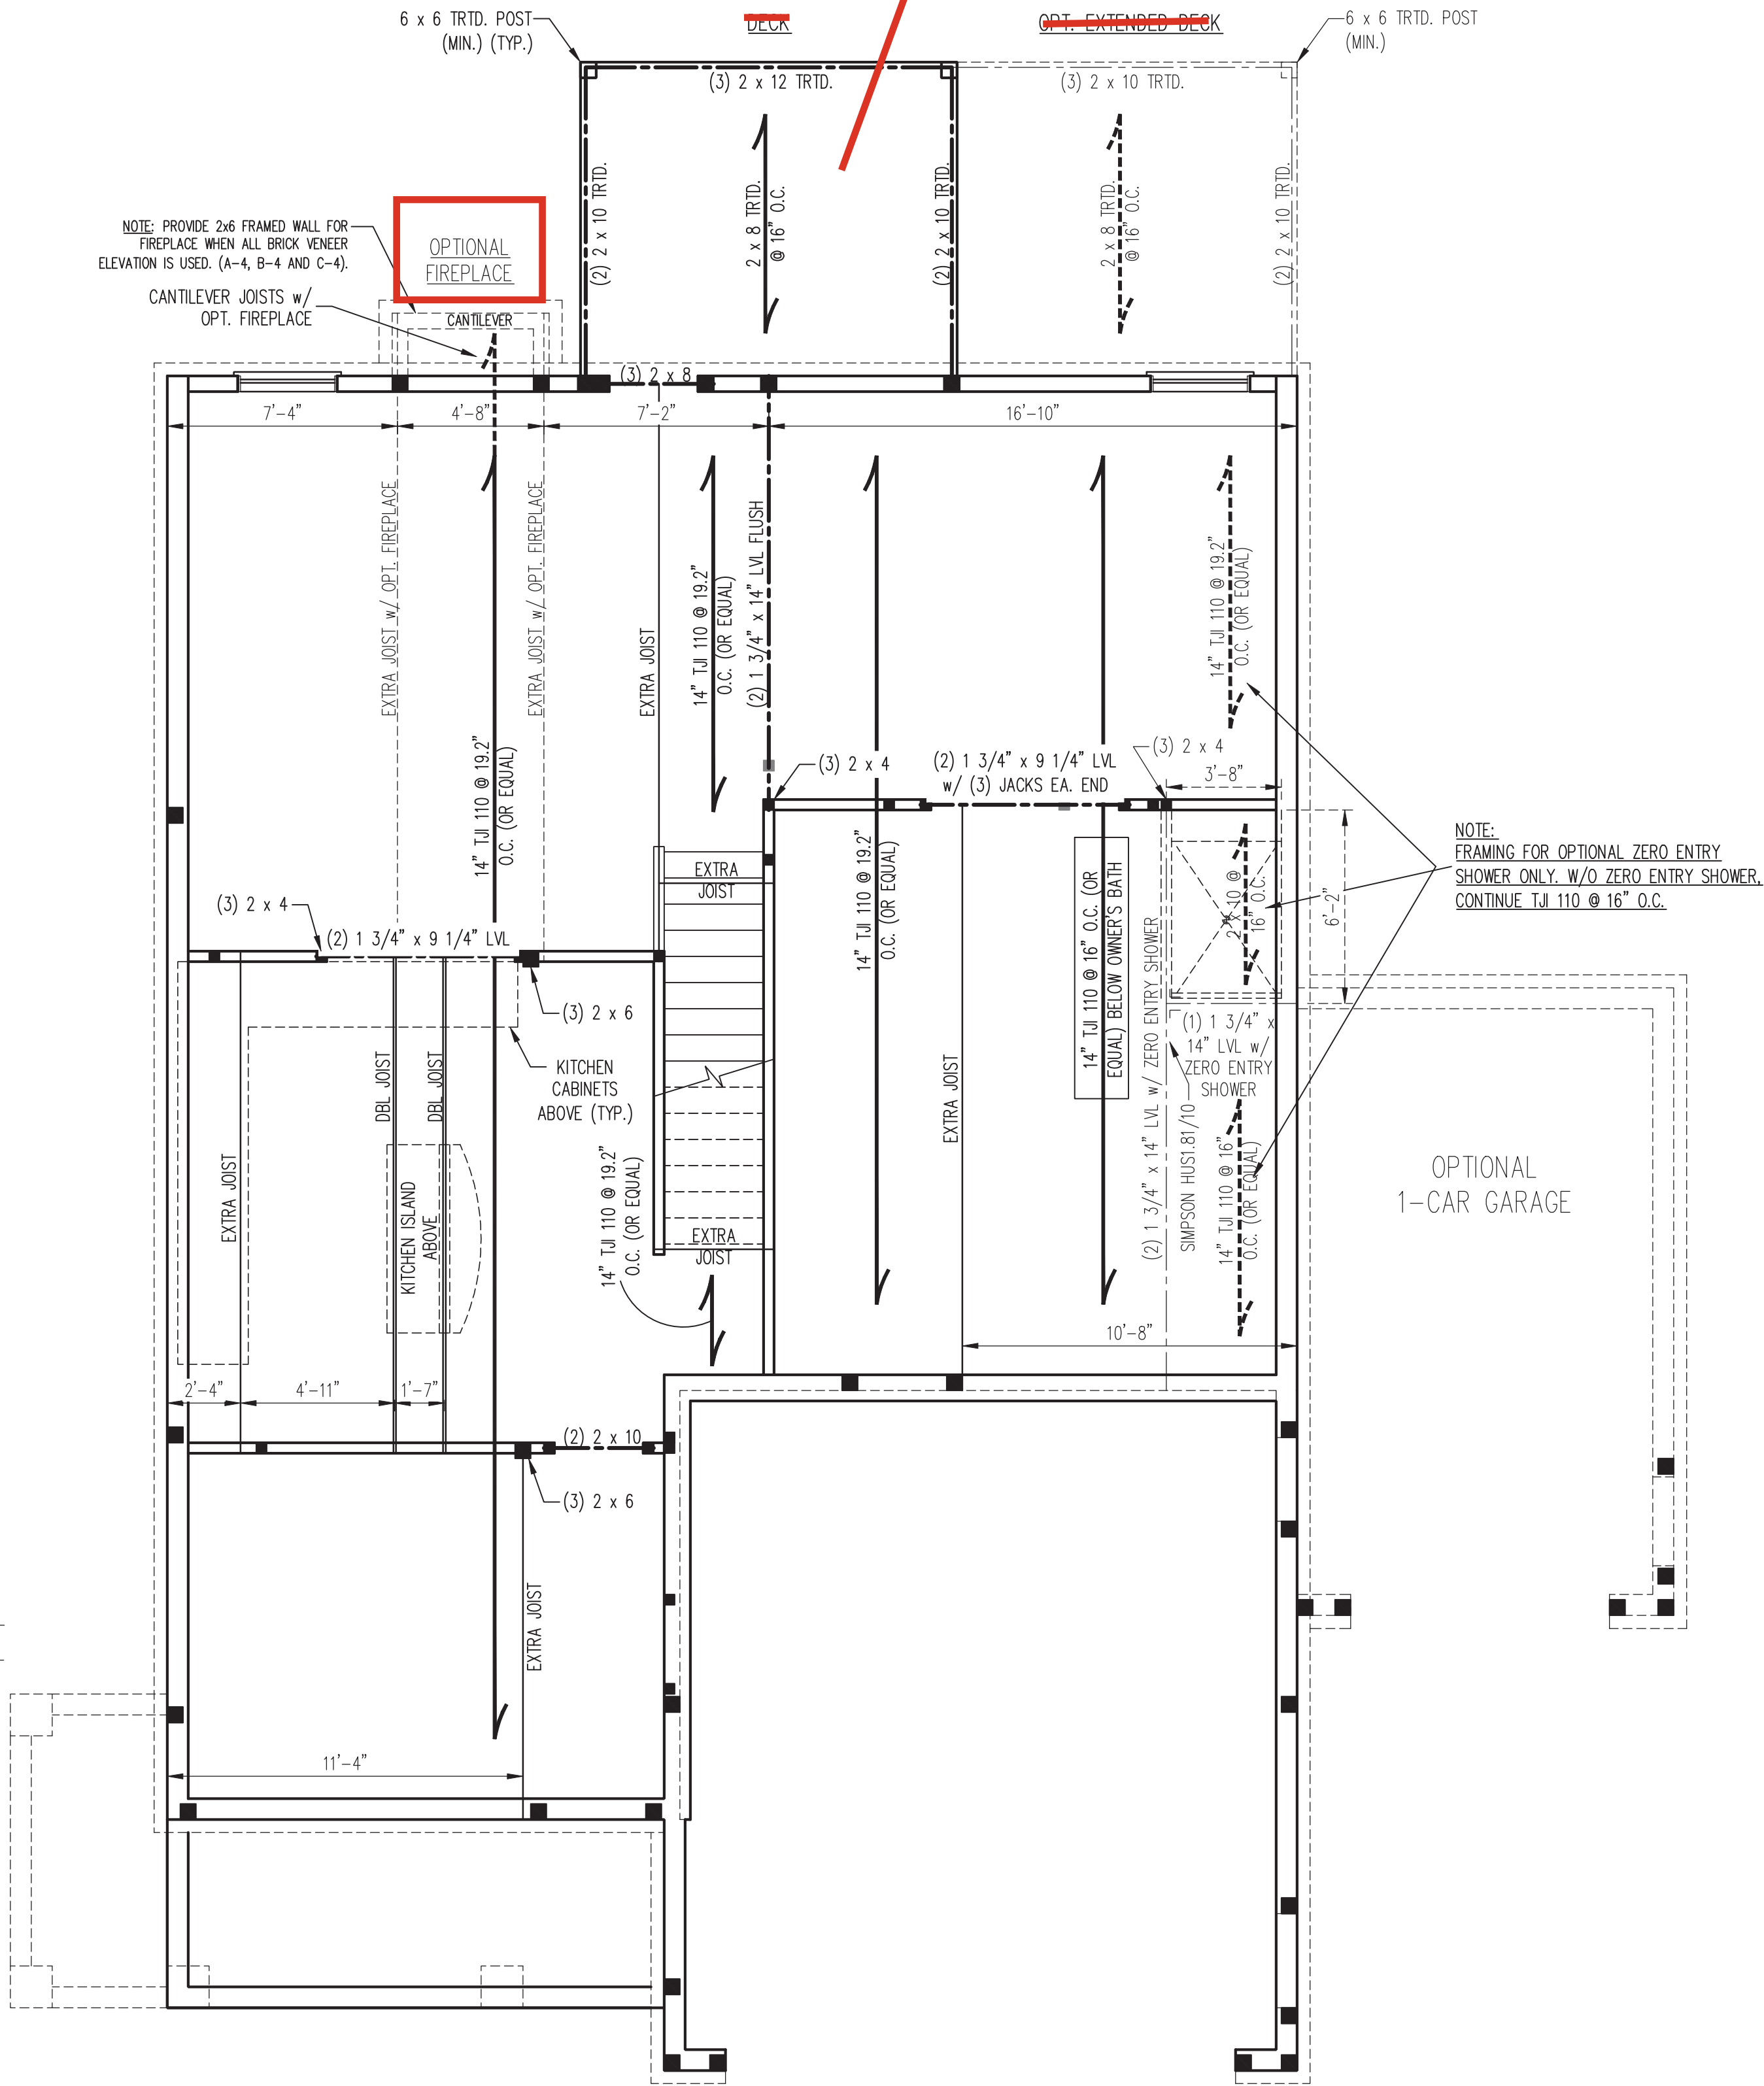 6 x 6 TRTD. POST
(MIN.) (TYP.)
DECK
OPT. EXTENDED DECK
6 x 6 TRTD. POST
(MIN.)
(3) 2 x 12 TRTD.
(3) 2 x 10 TRTD.
(2) 2 x 10 TRTD.
2 x 8 TRTD.
@ 16" O.C.
(2) 2 x 10 TRTD.
2 x 8 TRTD.
@ 16" O.C.
(2) 2 x 10 TRTD.
NOTE: PROVIDE 2x6 FRAMED WALL FOR
FIREPLACE WHEN ALL BRICK VENEER
ELEVATION IS USED. (A-4, B-4 AND C-4).
OPTIONAL
FIREPLACE
CANTILEVER JOISTS w/
OPT. FIREPLACE
CANTILEVER
(3) 2 x 8
7'-4"
4'-8"
7'-2"
16'-10"
EXTRA JOIST w/ OPT. FIREPLACE
EXTRA JOIST w/ OPT. FIREPLACE
EXTRA JOIST
14" TJI 110 @ 19.2"
O.C. (OR EQUAL)
(2) 1 3/4" x 14" LVL FLUSH
14" TJI 110 @ 19.2"
O.C. (OR EQUAL)
14" TJI 110 @ 19.2"
O.C. (OR EQUAL)
(3) 2 x 4
(2) 1 3/4" x 9 1/4" LVL
w/ (3) JACKS EA. END
(3) 2 x 4
3'-8"
NOTE:
FRAMING FOR OPTIONAL ZERO ENTRY
SHOWER ONLY. W/O ZERO ENTRY SHOWER,
CONTINUE TJI 110 @ 16" O.C.
EXTRA
JOIST
14" TJI 110 @ 19.2"
O.C. (OR EQUAL)
14" TJI 110 @ 16" O.C. (OR
EQUAL) BELOW OWNER'S BATH
2 x 10 @
16" O.C.
6'-2"
(3) 2 x 4
(2) 1 3/4" x 9 1/4" LVL
(3) 2 x 6
KITCHEN
CABINETS
ABOVE (TYP.)
DBL JOIST
DBL JOIST
EXTRA JOIST
(2) 1 3/4" x 14" LVL w/ ZERO ENTRY SHOWER
SIMPSON HUS1.81/10
(1) 1 3/4" x
14" LVL w/
ZERO ENTRY
SHOWER
EXTRA JOIST
KITCHEN ISLAND
ABOVE
14" TJI 110 @ 19.2"
O.C. (OR EQUAL)
EXTRA
JOIST
14" TJI 110 @ 16"
O.C. (OR EQUAL)
OPTIONAL
1-CAR GARAGE
10'-8"
2'-4"
4'-11"
1'-7"
(2) 2 x 10
(3) 2 x 6
EXTRA JOIST
11'-4"